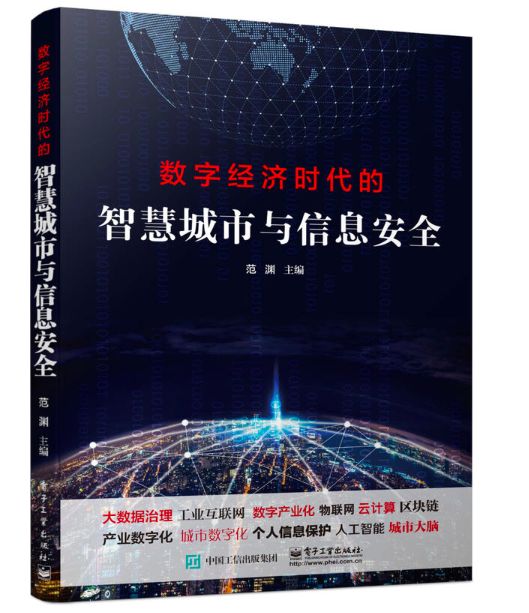 数字经济时代的
智慧城市与信息安全
范 渊 主编
大数据治理 工业互联网 数字产业化 物联网 云计算 区块链
产业数字化 城市数字化 个人信息保护 人工智能 城市大脑
中国工信出版集团 电子工业出版社
数字经济时代的
智慧城市与信息安全
范 渊 主编
电子工业出版社